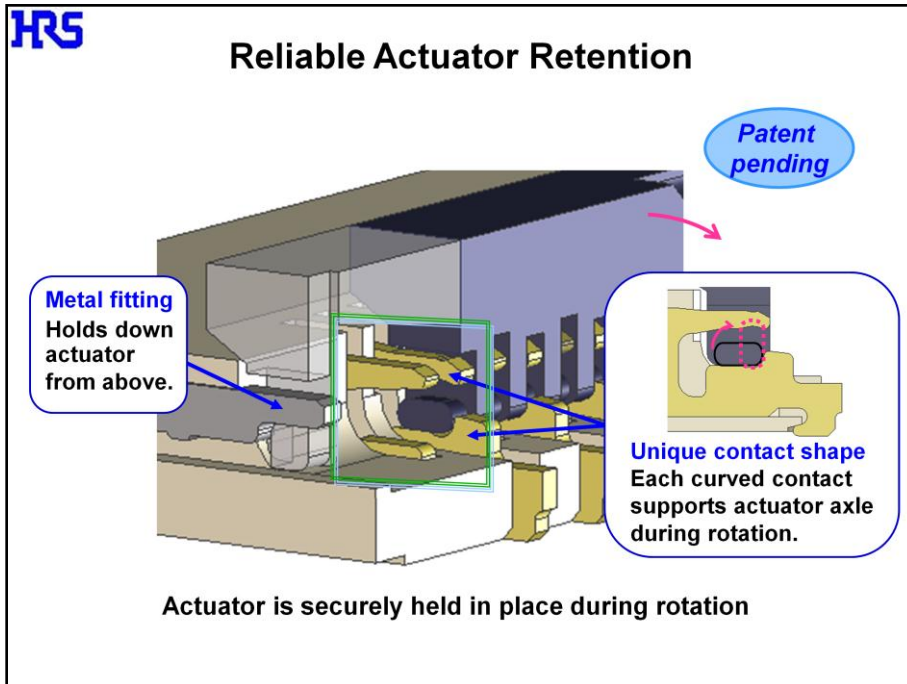 HRS
Reliable Actuator Retention
Patent
pending
Metal fitting
Holds down
actuator
from above.
Unique contact shape
Each curved contact
supports actuator axle
during rotation.
Actuator is securely held in place during rotation